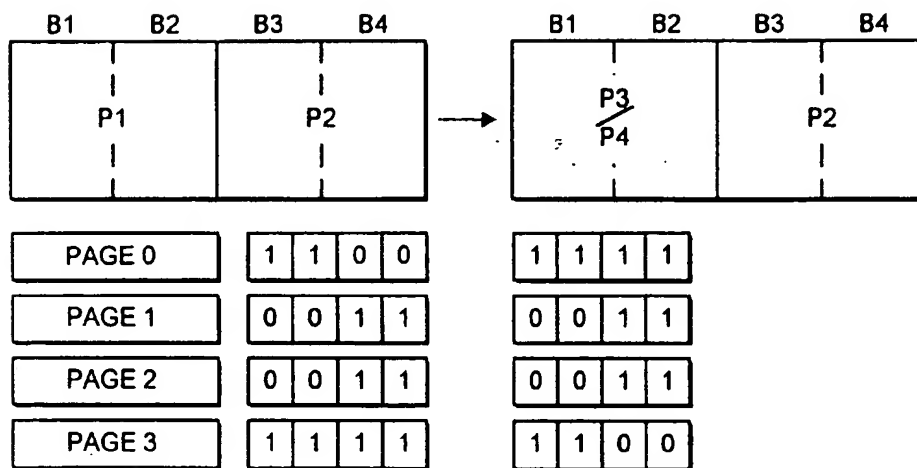 B1 B2 B3 B4 B1 B2 B3 B4
P1 P2 P3 P2
P4
PAGE 0 1 1 0 0 1 1 1 1
PAGE 1 0 0 1 1 0 0 1 1
PAGE 2 0 0 1 1 0 0 1 1
PAGE 3 1 1 1 1 1 1 0 0